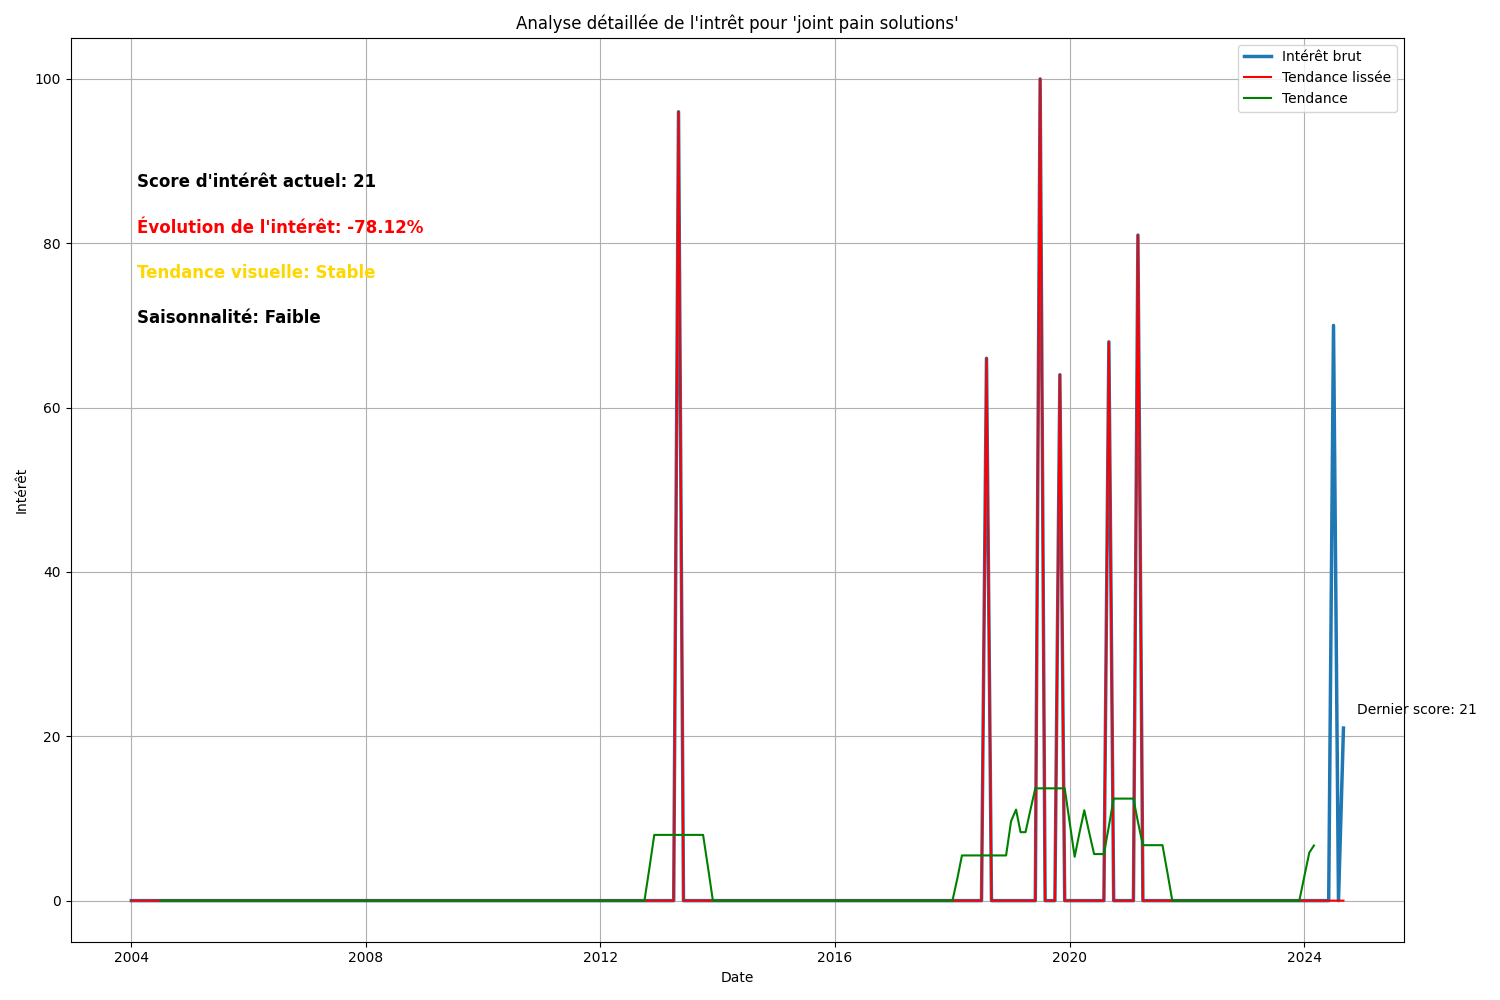 Analyse détaillée de l'intrêt pour 'joint pain solutions'
Intérêt brut
Tendance lissée
Tendance
Score d'intérêt actuel: 21
Évolution de l'intérêt: -78.12%
Tendance visuelle: Stable
Saisonnalité: Faible
Dernier score: 21
Intérêt
100
80
60
40
20
0
2004
2008
2012
2016
2020
2024
Date